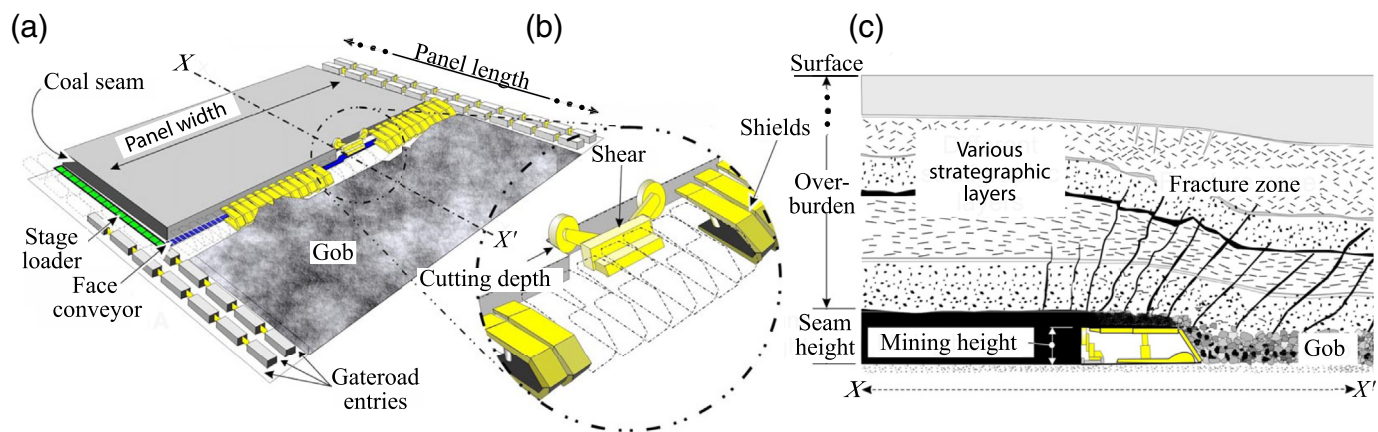 (a)
X
Panel length
Coal seam
Panel width
Stage
loader
Face
conveyor
Gob
X'
Gateroad
entries
(b)
Shields
Shear
Cutting depth
(c)
Surface
Various
strategraphic
layers
Fracture zone
Over-
burden
Seam
height
Mining height
Gob
X
X'